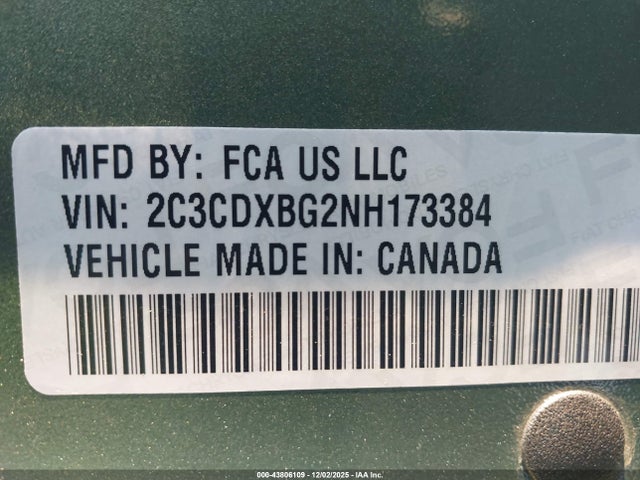 MFD BY: FCA US LLC
VIN: 2C3CDXBG2NH173384
VEHICLE MADE IN: CANADA
000-43806109 - 12/02/2025 - IAA Inc.